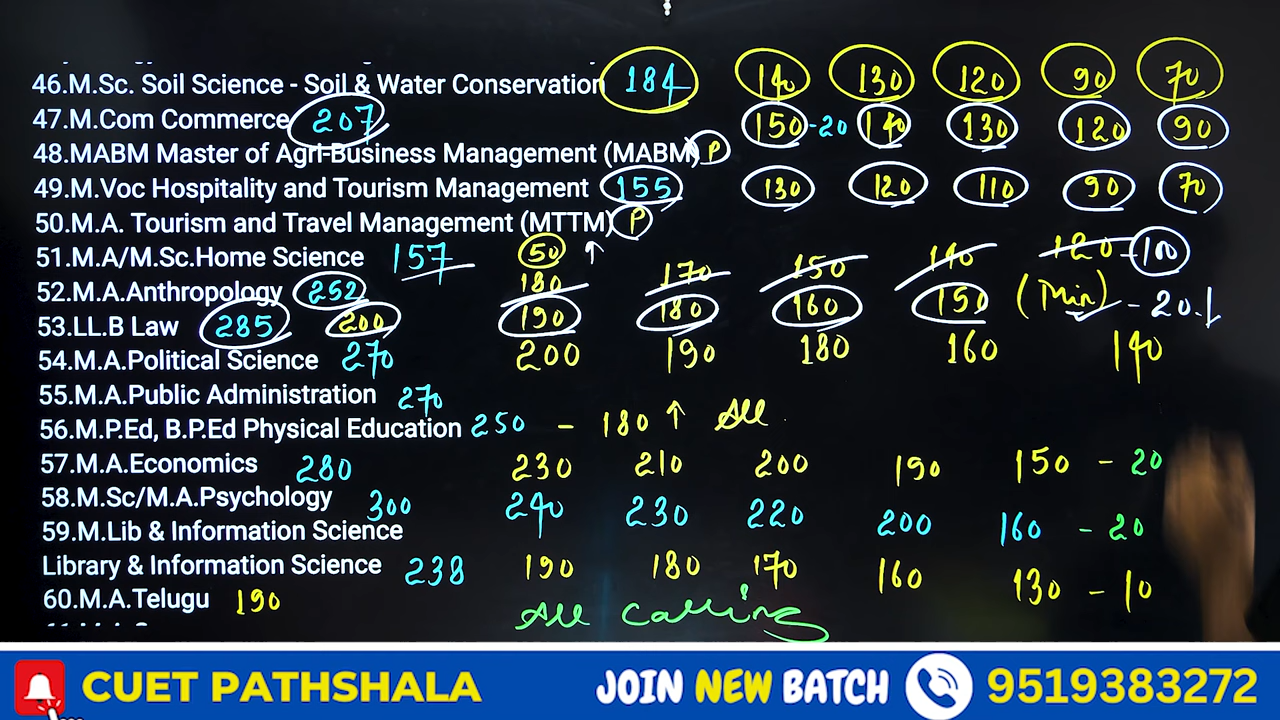 46.M.Sc. Soil Science - Soil & Water Conservation 184 140 130 120 90 70
47.M.Com Commerce 207 150 -20 140 130 120 90
48.MABM Master of Agri-Business Management (MABM) P
49.M.Voc Hospitality and Tourism Management 155 130 120 110 90 70
50.M.A. Tourism and Travel Management (MTTM) P
51.M.A/M.Sc.Home Science 157 50 ↑ 170 150 140 120 - 100
52.M.A.Anthropology 252 180
53.LL.B Law 285 200 190 180 160 150 (Min) - 20.1
54.M.A.Political Science 270 200 190 180 160 140
55.M.A.Public Administration 270
56.M.P.Ed, B.P.Ed Physical Education 250 - 180 ↑ All
57.M.A.Economics 280 230 210 200 190 150 - 20
58.M.Sc/M.A.Psychology 300 240 230 220 200 160 - 20
59.M.Lib & Information Science
Library & Information Science 238 190 180 170 160 130 - 10
60.M.A.Telugu 190 All calling
CUET PATHSHALA JOIN NEW BATCH 9519383272